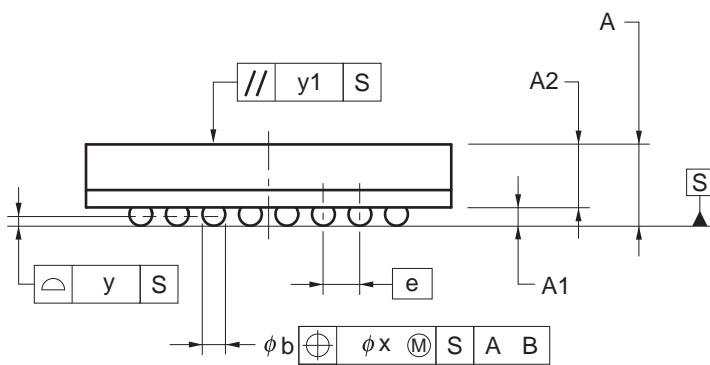 A
// y1 S
A2
S
⌓ y S
e
A1
ϕb ⌖ ϕx Ⓜ S A B